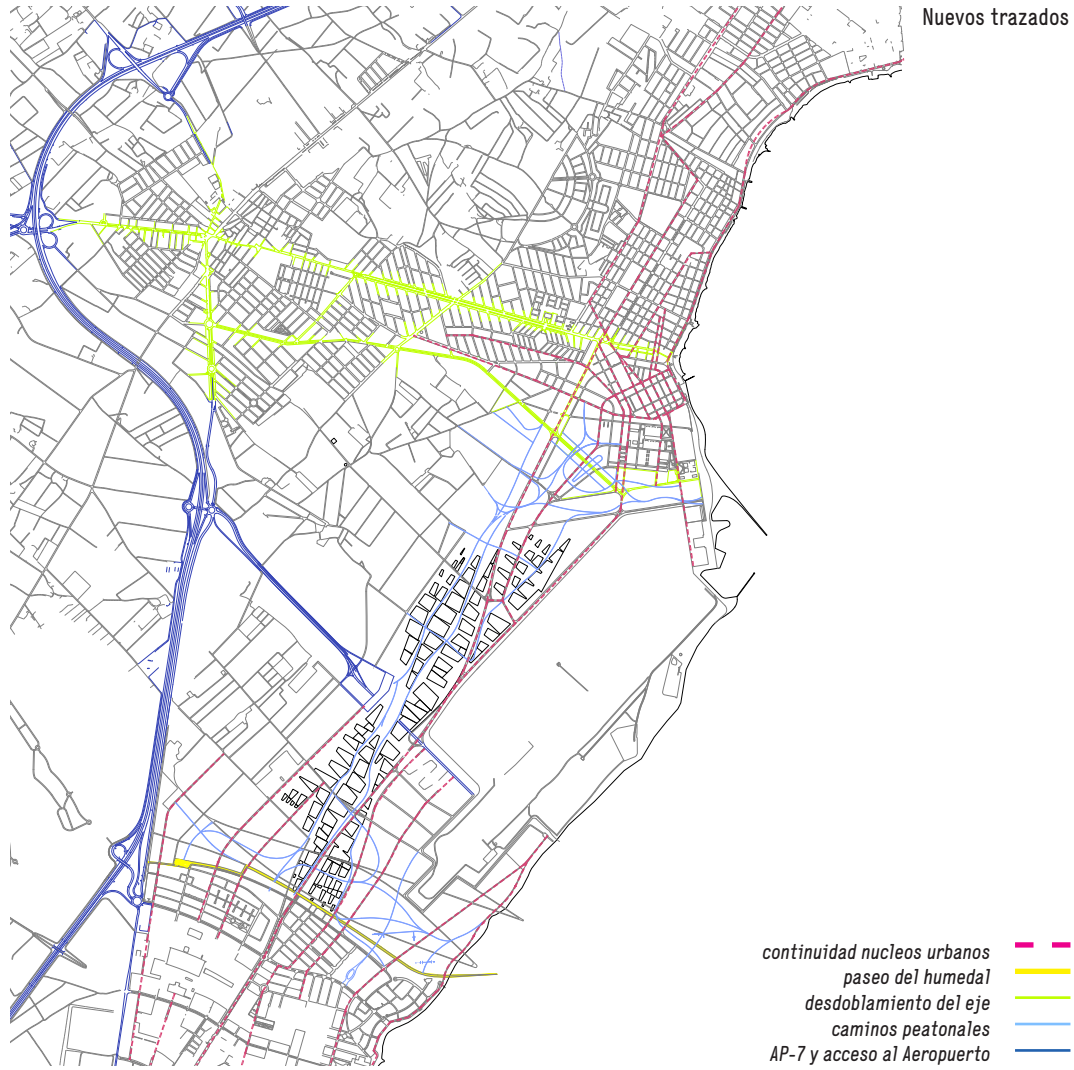 Nuevos trazados
continuidad nucleos urbanos
paseo del humedal
desdoblamiento del eje
caminos peatonales
AP-7 y acceso al Aeropuerto